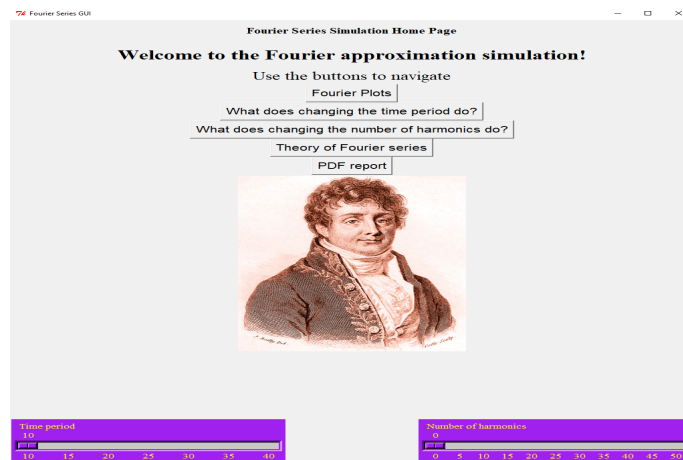 Fourier Series GUI
Fourier Series Simulation Home Page
Welcome to the Fourier approximation simulation!
Use the buttons to navigate
Fourier Plots
What does changing the time period do?
What does changing the number of harmonics do?
Theory of Fourier series
PDF report
Time period
10
10 15 20 25 30 35 40
Number of harmonics
0
0 5 10 15 20 25 30 35 40 45 50